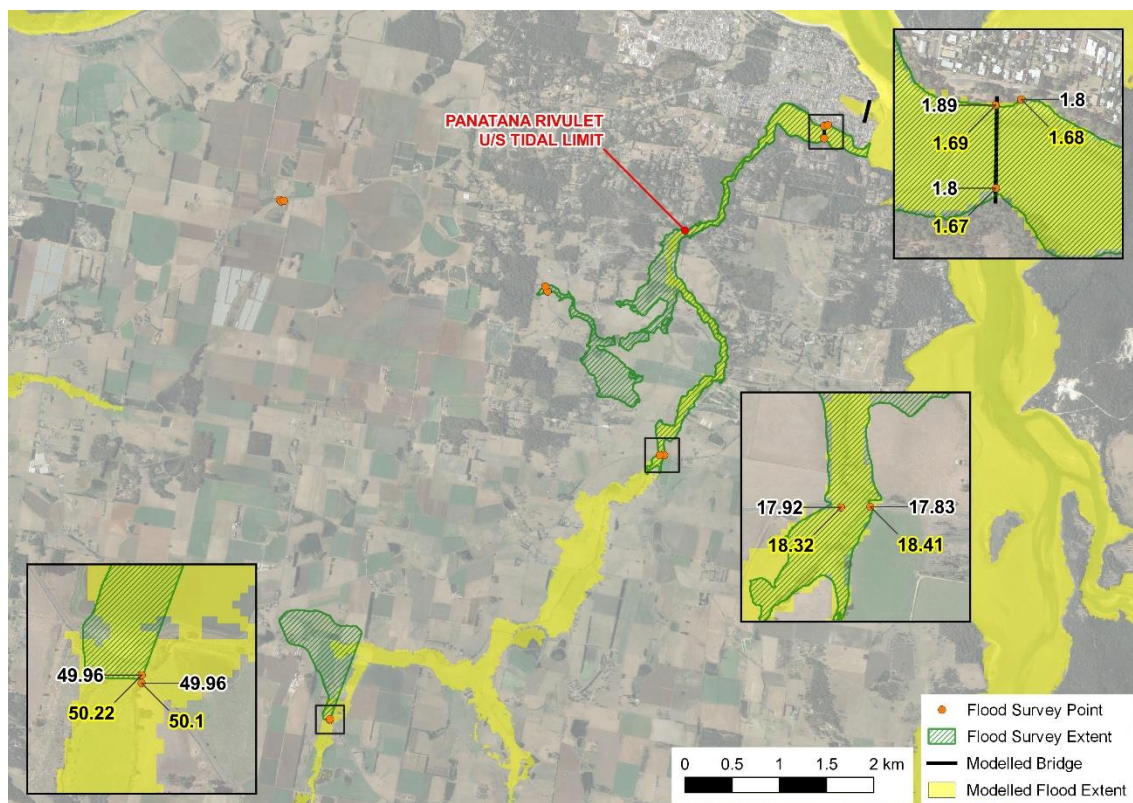 PANATANA RIVULET
U/S TIDAL LIMIT
1.89
1.8
1.69
1.68
1.8
1.67
17.92
17.83
18.32
18.41
49.96
49.96
50.22
50.1
Flood Survey Point
Flood Survey Extent
Modelled Bridge
Modelled Flood Extent
0 0.5 1 1.5 2 km